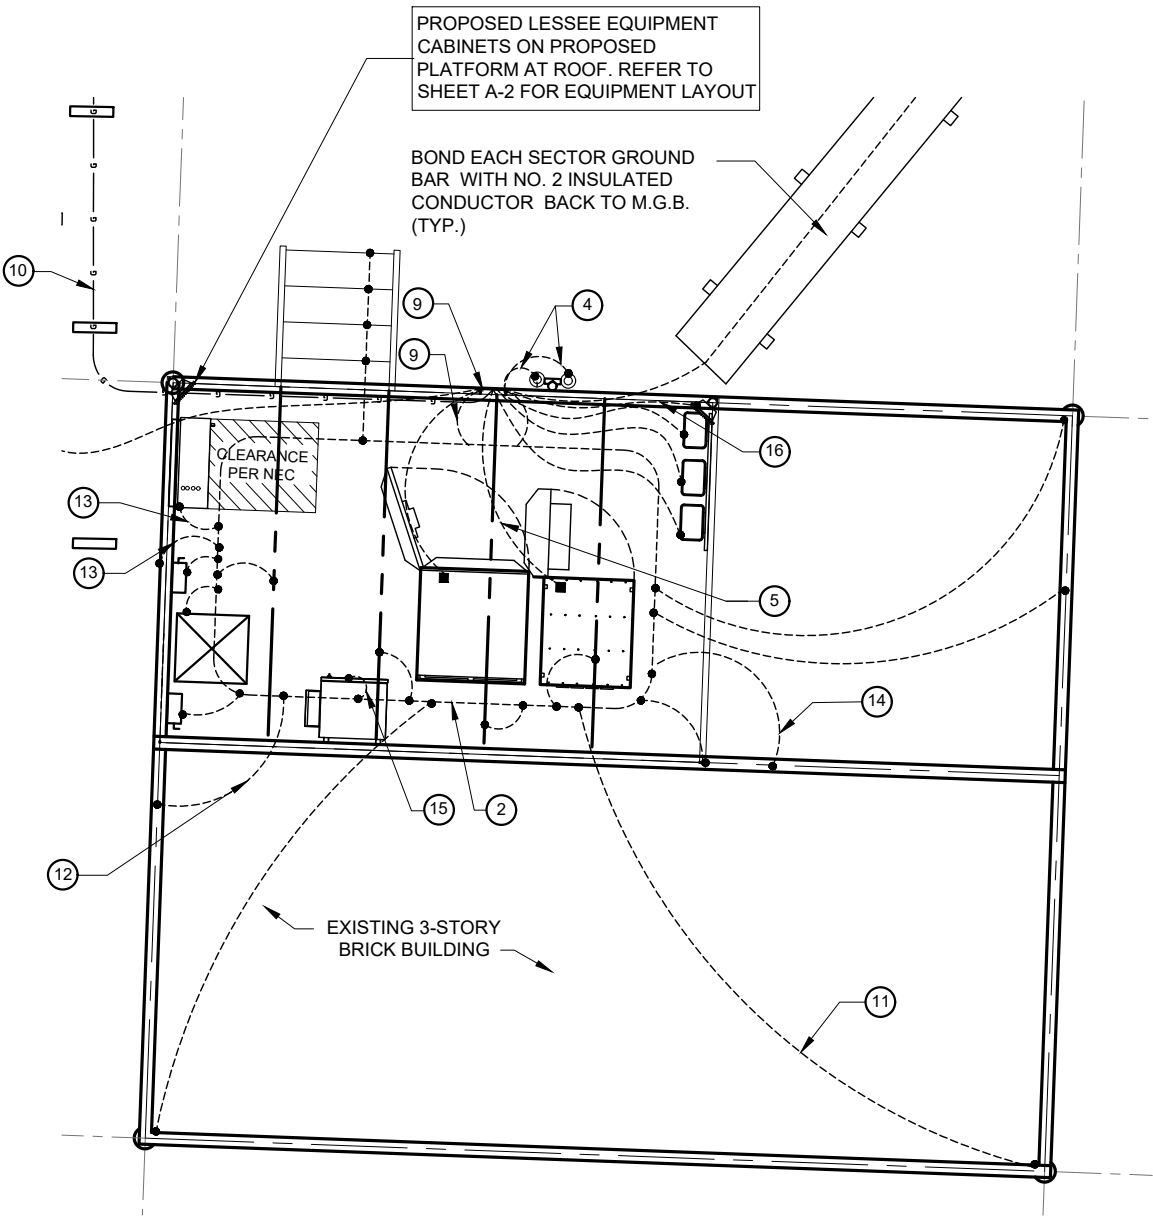 PROPOSED LESSEE EQUIPMENT
CABINETS ON PROPOSED
PLATFORM AT ROOF. REFER TO
SHEET A-2 FOR EQUIPMENT LAYOUT
BOND EACH SECTOR GROUND
BAR WITH NO. 2 INSULATED
CONDUCTOR BACK TO M.G.B.
(TYP.)
G
G
G
G
G
G
10
9
4
9
16
G
G
G
G
G
CLEARANCE
PER NEC
13
13
5
14
15
2
12
EXISTING 3-STORY
BRICK BUILDING
11